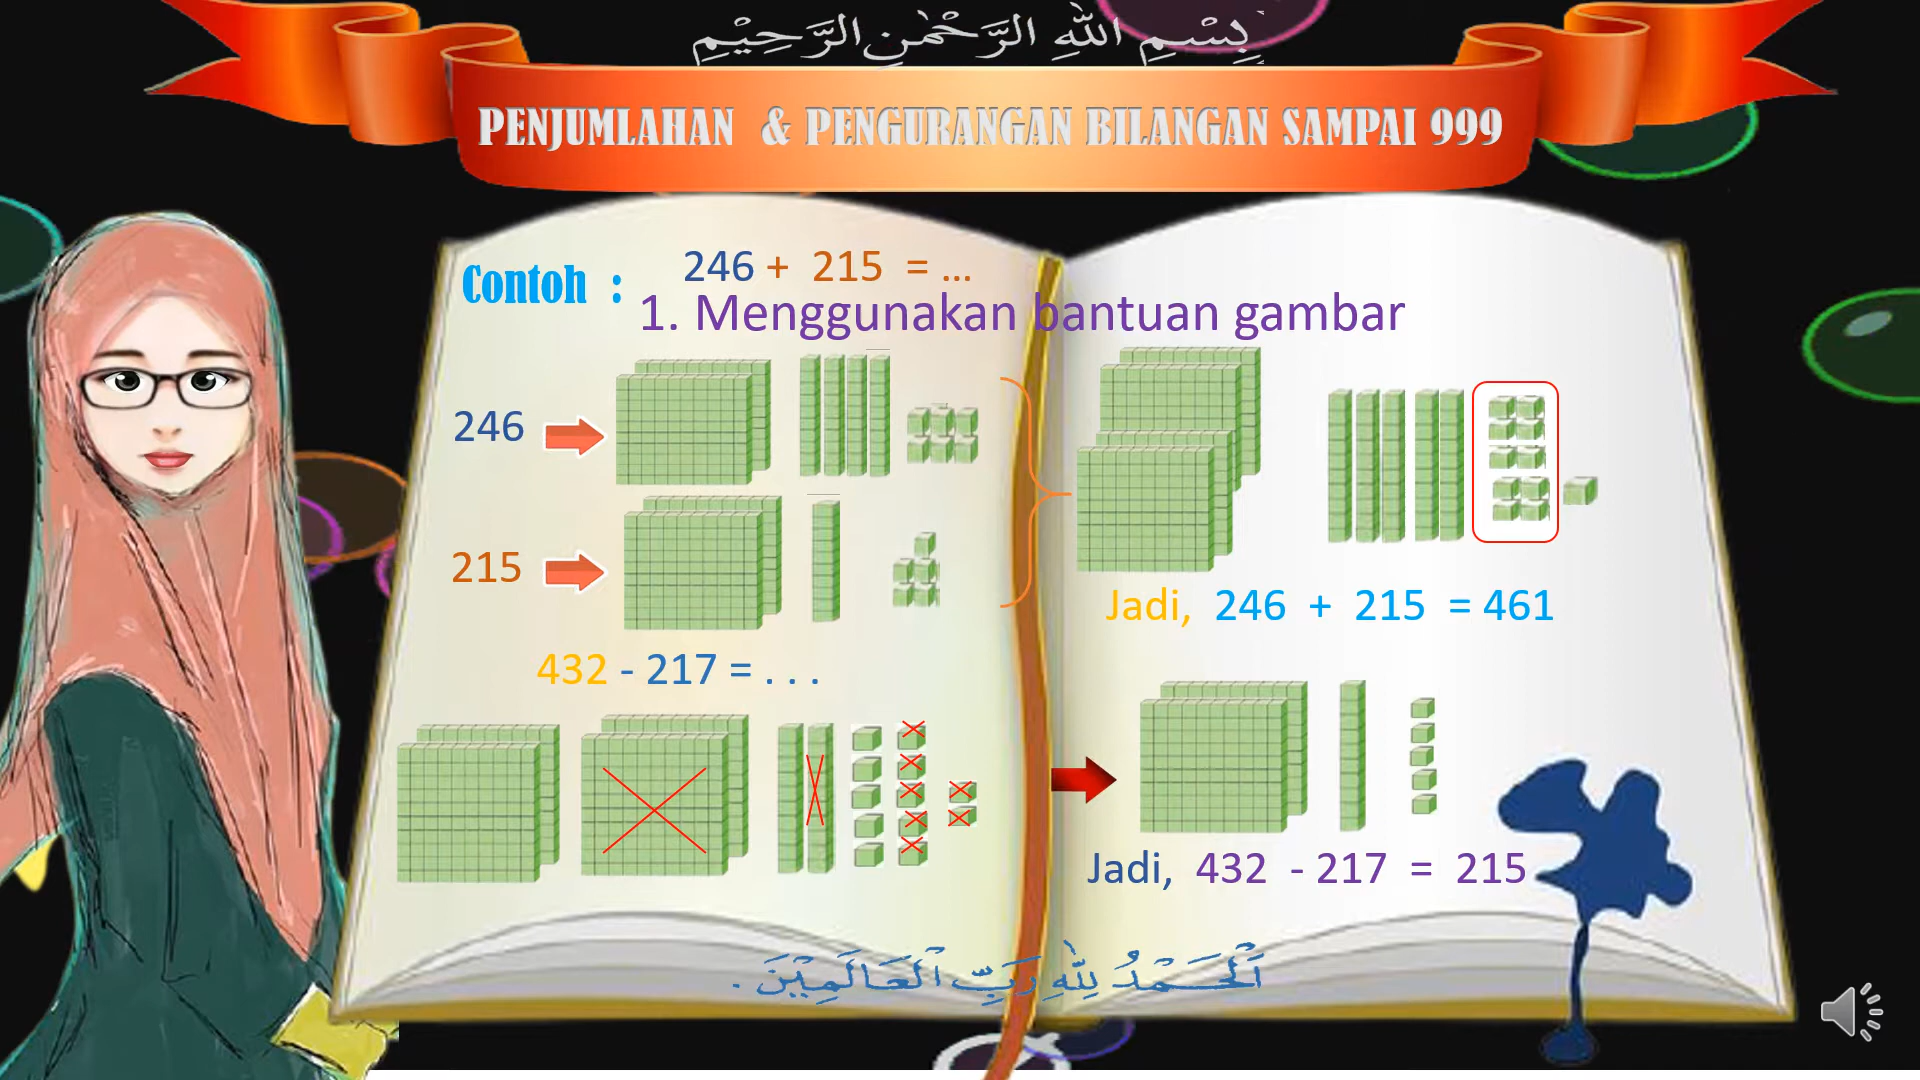 بِسْمِ اللهِ الرَّحْمٰنِ الرَّحِيْمِ
PENJUMLAHAN & PENGURANGAN BILANGAN SAMPAI 999
Contoh :
246 + 215 = ...
1. Menggunakan bantuan gambar
246
215
Jadi, 246 + 215 = 461
432 - 217 = . . .
Jadi, 432 - 217 = 215
اَلْحَمْدُ لِلّٰهِ رَبِّ الْعَالَمِيْنَ .